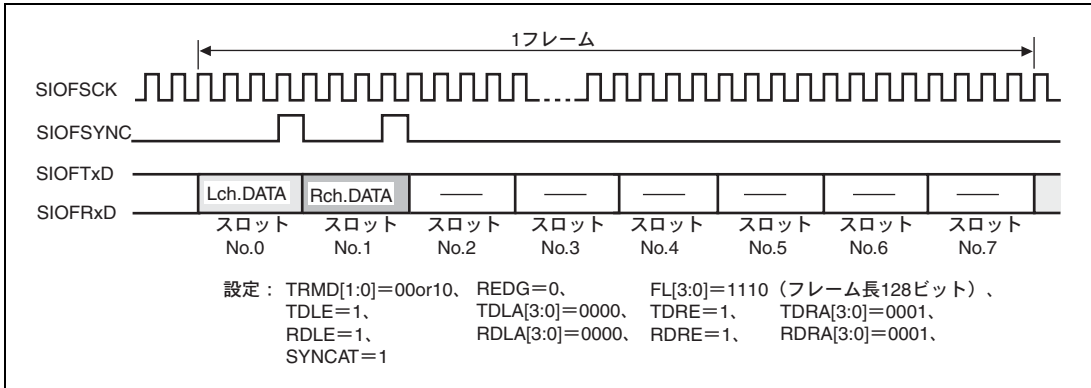 1フレーム
SIOFSCK
SIOFSYNC
SIOFTxD
SIOFRxD
Lch.DATA Rch.DATA
スロット スロット スロット スロット スロット スロット スロット スロット
No.0 No.1 No.2 No.3 No.4 No.5 No.6 No.7
設定： TRMD[1:0]＝00or10、 REDG＝0、 FL[3:0]＝1110（フレーム長128ビット）、
TDLE＝1、 TDLA[3:0]＝0000、 TDRE＝1、 TDRA[3:0]＝0001、
RDLE＝1、 RDLA[3:0]＝0000、 RDRE＝1、 RDRA[3:0]＝0001、
SYNCAT＝1